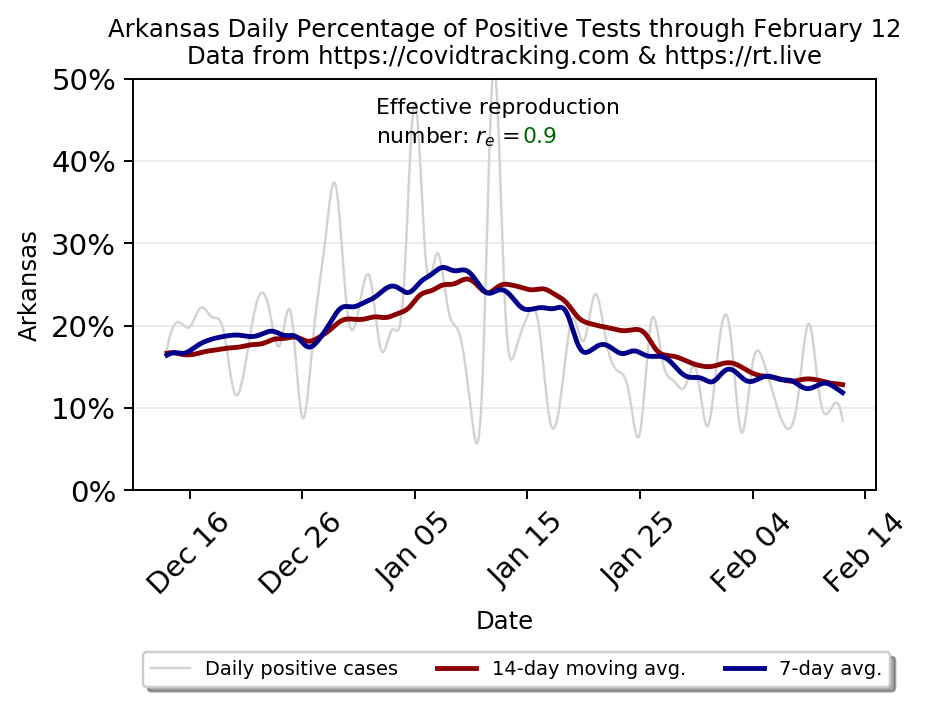 Arkansas Daily Percentage of Positive Tests through February 12
Data from https://covidtracking.com & https://rt.live
50%
Effective reproduction
number: rₑ =0.9
40%
30%
20%
10%
0%
Arkansas
Dec 16
Dec 26
Jan 05
Jan 15
Jan 25
Feb 04
Feb 14
Date
Daily positive cases
14-day moving avg.
7-day avg.